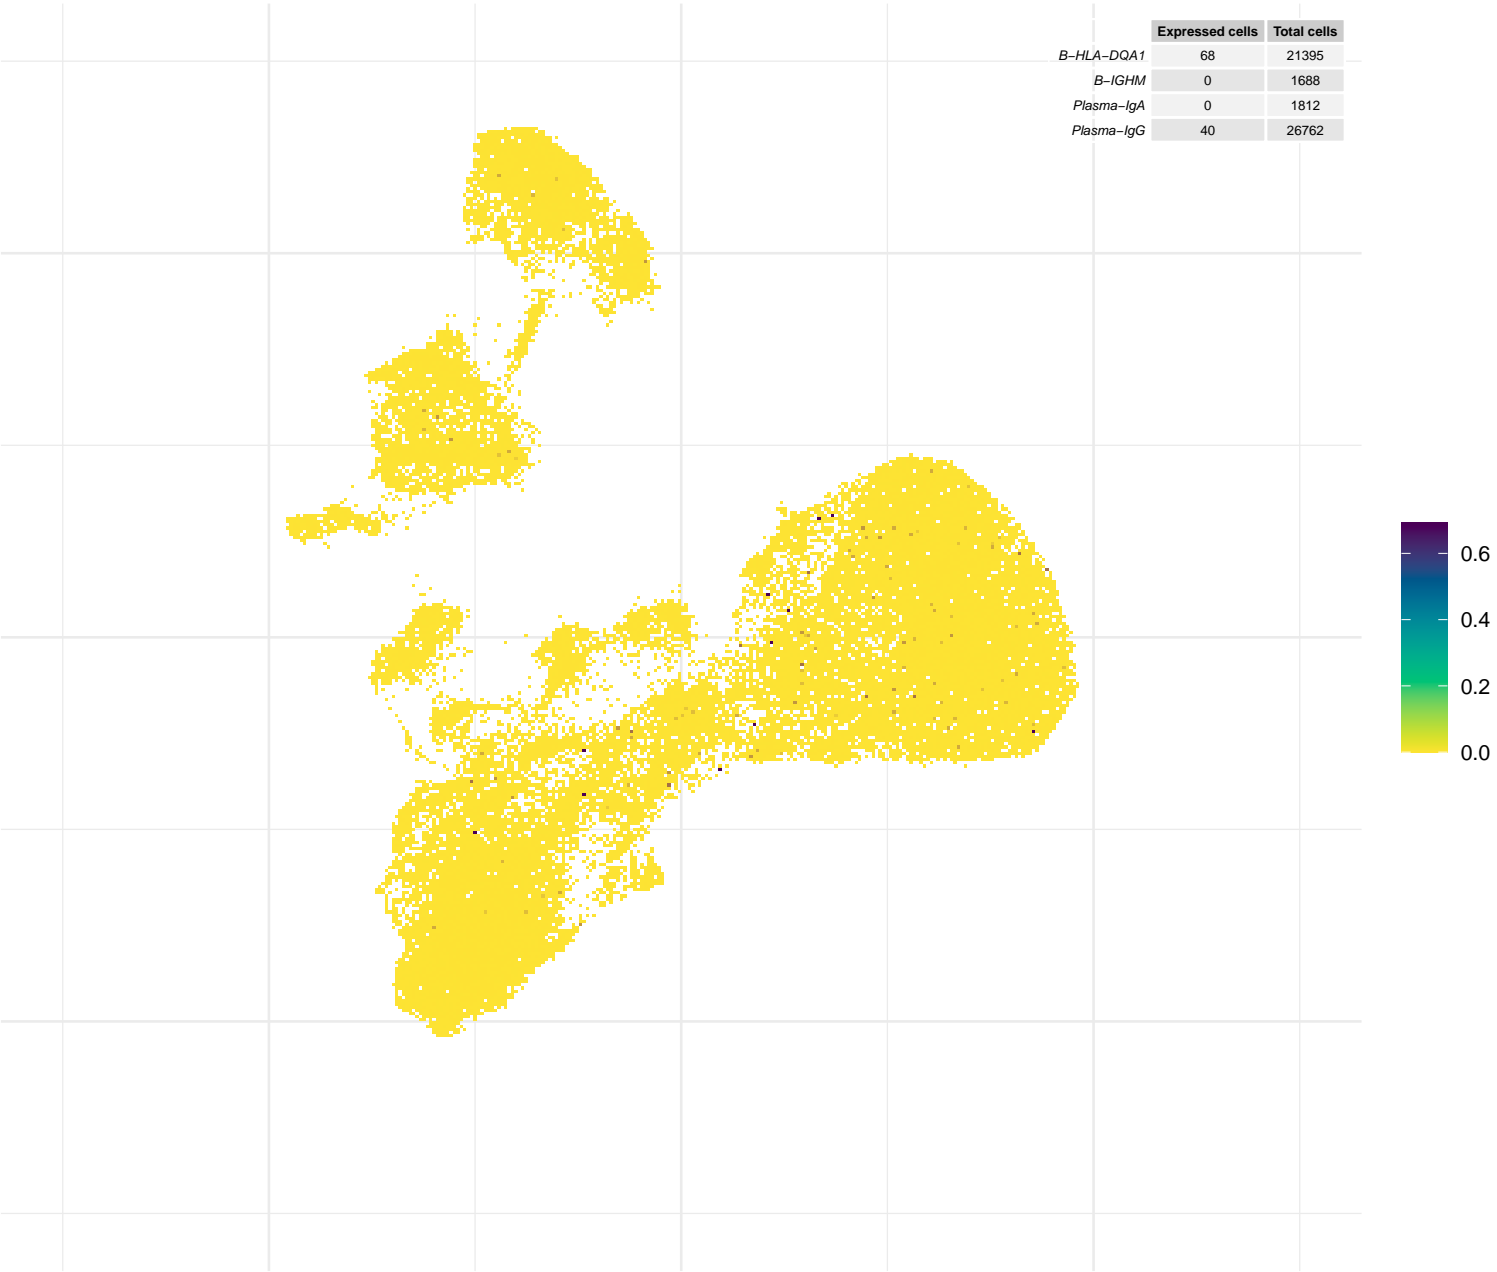 Expressed cells Total cells
B−HLA−DQA1 68 21395
B−IGHM 0 1688
Plasma−IgA 0 1812
Plasma−IgG 40 26762
0.6
0.4
0.2
0.0